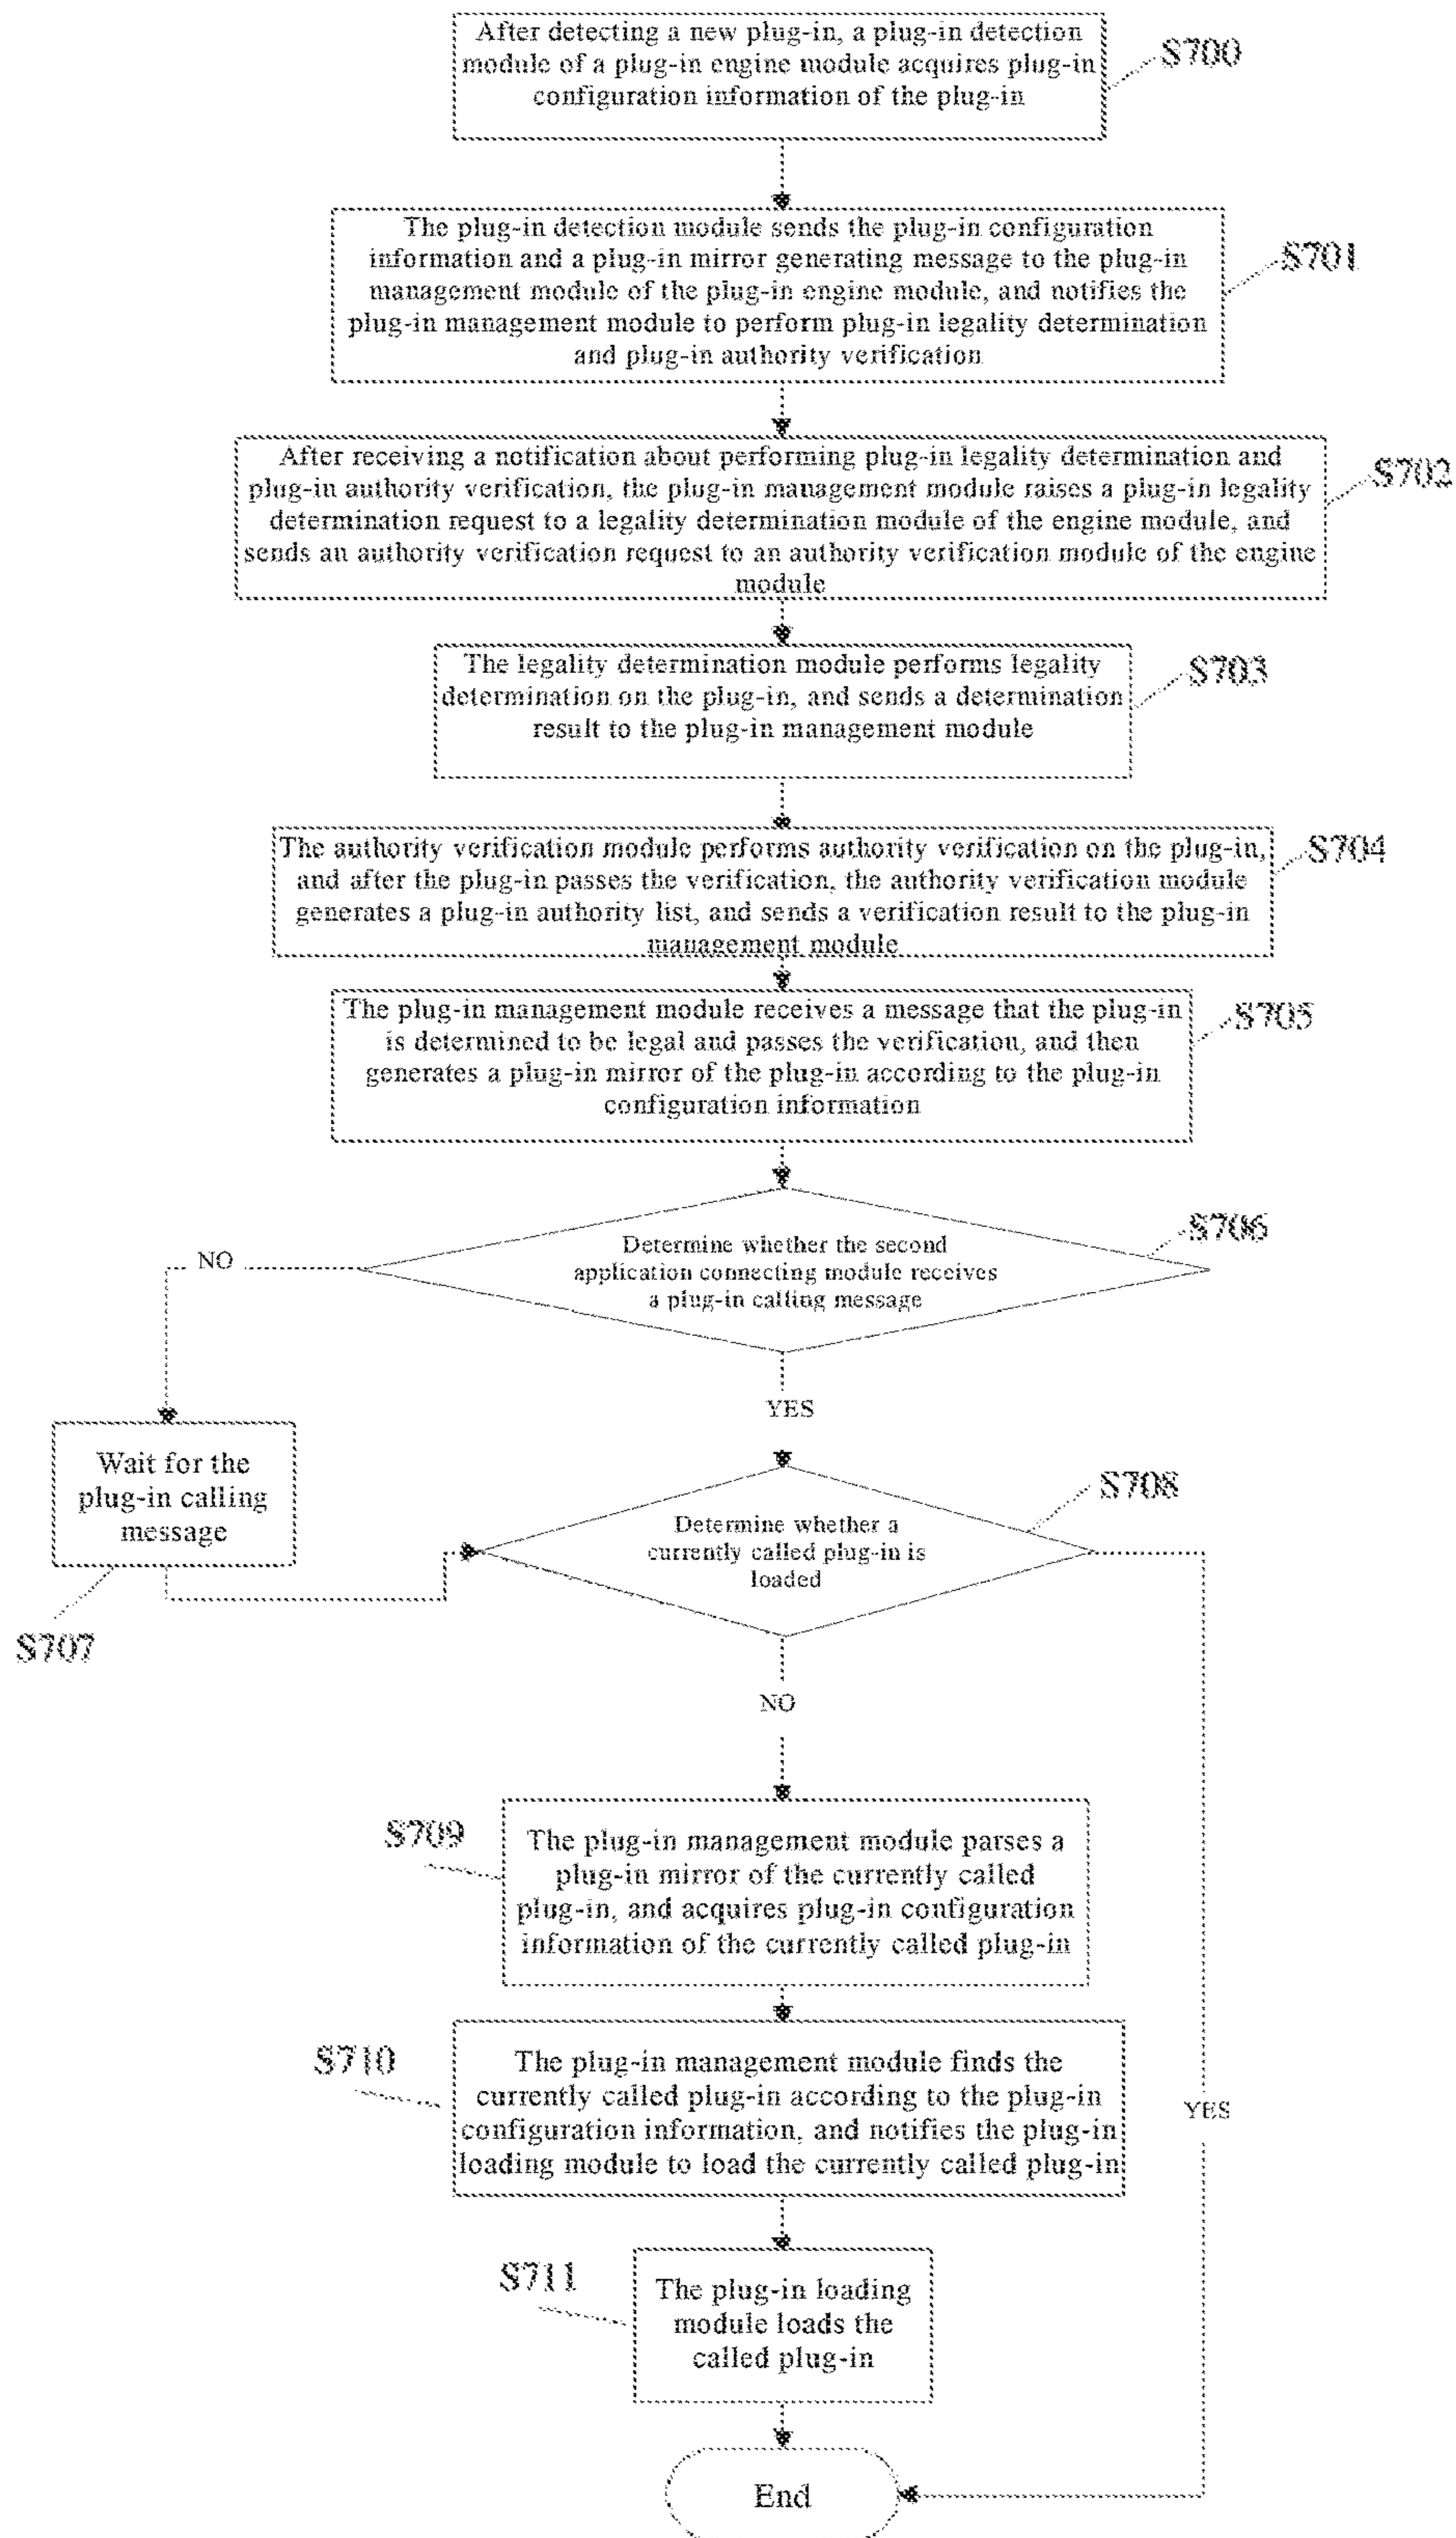 After detecting a new plug-in, a plug-in detection
module of a plug-in engine module acquires plug-in
configuration information of the plug-in
S700
The plug-in detection module sends the plug-in configuration
information and a plug-in mirror generating message to the plug-in
management module of the plug-in engine module, and notifies the
plug-in management module to perform plug-in legality determination
and plug-in authority verification
S701
After receiving a notification about performing plug-in legality determination and
plug-in authority verification, the plug-in management module raises a plug-in legality
determination request to a legality determination module of the engine module, and
sends an authority verification request to an authority verification module of the engine
module
S702
The legality determination module performs legality
determination on the plug-in, and sends a determination
result to the plug-in management module
S703
The authority verification module performs authority verification on the plug-in,
and after the plug-in passes the verification, the authority verification module
generates a plug-in authority list, and sends a verification result to the plug-in
management module
S704
The plug-in management module receives a message that the plug-in
is determined to be legal and passes the verification, and then
generates a plug-in mirror of the plug-in according to the plug-in
configuration information
S705
Determine whether the second
application connecting module receives
a plug-in calling message
S706
NO
YES
Wait for the
plug-in calling
message
S707
Determine whether a
currently called plug-in is
loaded
S708
NO
YES
S709
The plug-in management module parses a
plug-in mirror of the currently called
plug-in, and acquires plug-in configuration
information of the currently called plug-in
S710
The plug-in management module finds the
currently called plug-in according to the plug-in
configuration information, and notifies the plug-in
loading module to load the currently called plug-in
S711
The plug-in loading
module loads the
called plug-in
End